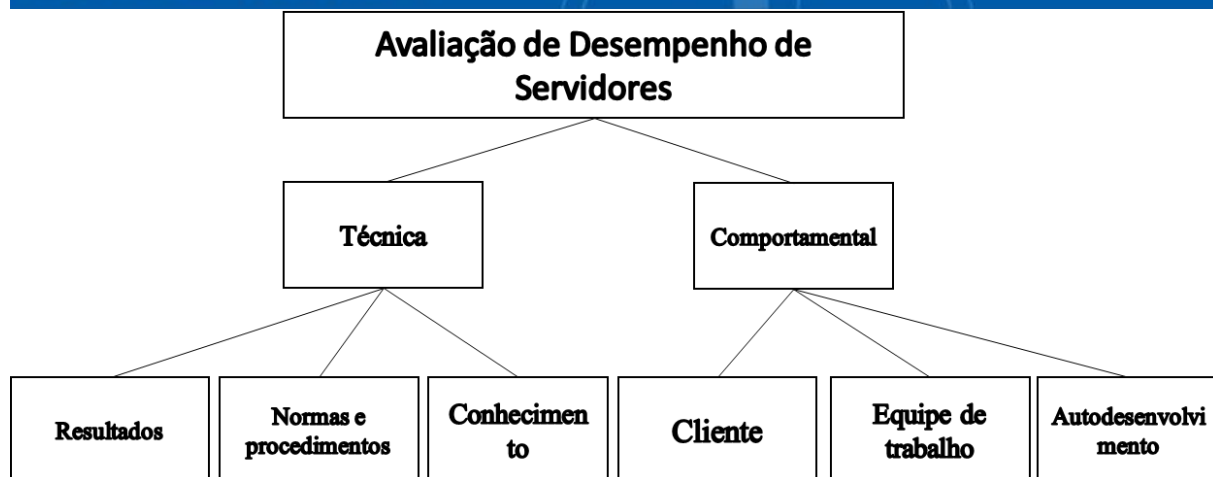 Avaliação de Desempenho de
Servidores
Técnica
Comportamental
Resultados
Normas e
procedimentos
Conhecimen
to
Cliente
Equipe de
trabalho
Autodesenvolvi
mento